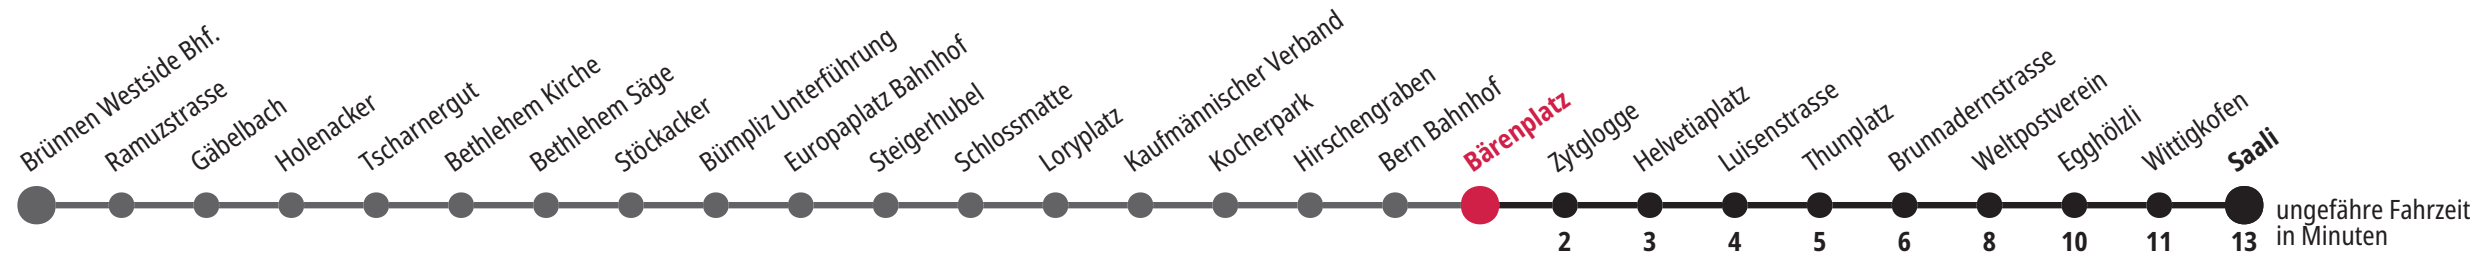 Brünnen Westside Bhf.
Ramuzstrasse
Gäbelbach
Holenacker
Tscharnergut
Bethlehem Kirche
Bethlehem Säge
Stöckacker
Bümpliz Unterführung
Europaplatz Bahnhof
Steigerhubel
Schlossmatte
Loryplatz
Kaufmännischer Verband
Kocherpark
Hirschengraben
Bern Bahnhof
Bärenplatz
Zytglogge
Helvetiaplatz
Luisenstrasse
Thunplatz
Brunnadernstrasse
Weltpostverein
Egghölzli
Wittigkofen
Saali
2 3 4 5 6 8 10 11 13
ungefähre Fahrzeit
in Minuten